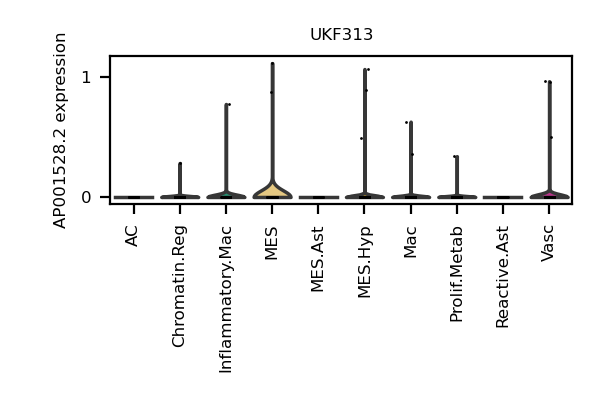 UKF313
AP001528.2 expression
1
0
AC
Chromatin.Reg
Inflammatory.Mac
MES
MES.Ast
MES.Hyp
Mac
Prolif.Metab
Reactive.Ast
Vasc